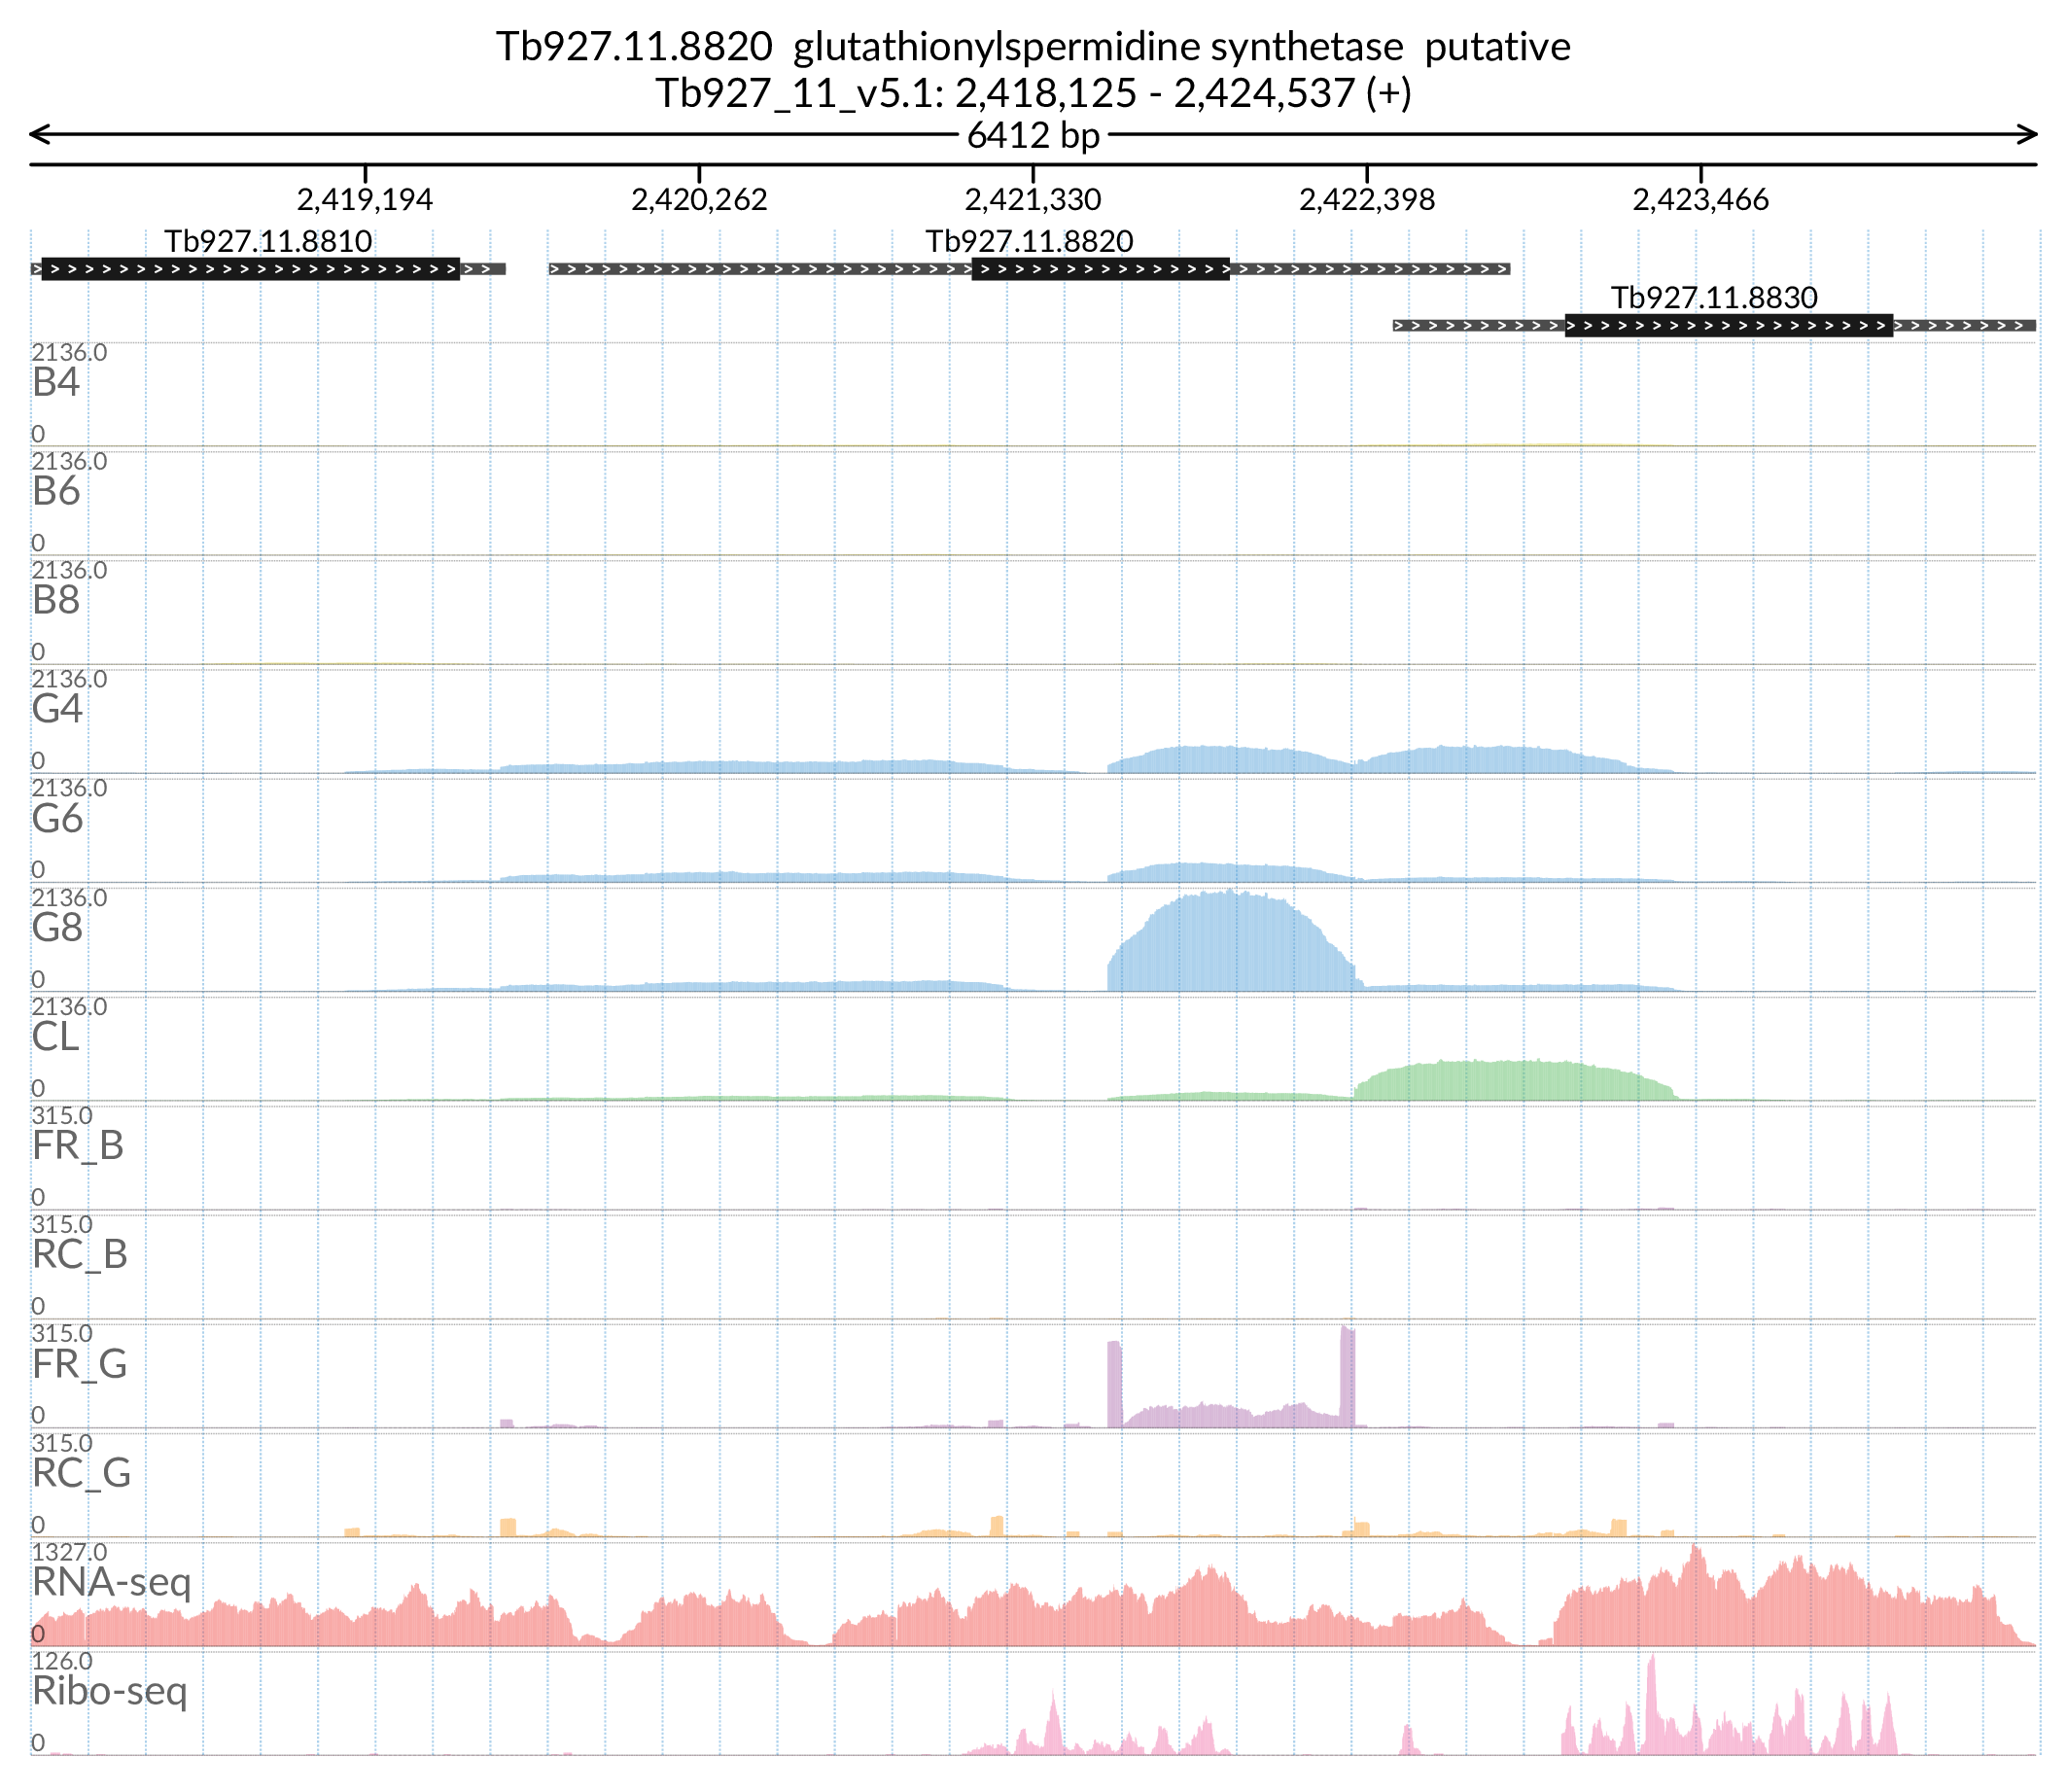 Tb927.11.8820 glutathionylspermidine synthetase putative
Tb927_11_v5.1: 2,418,125 - 2,424,537 (+)
6412 bp
2,419,194 2,420,262 2,421,330 2,422,398 2,423,466
Tb927.11.8810 Tb927.11.8820
Tb927.11.8830
2136.0
B4
0
2136.0
B6
0
2136.0
B8
0
2136.0
G4
0
2136.0
G6
0
2136.0
G8
0
2136.0
CL
0
315.0
FR_B
0
315.0
RC_B
0
315.0
FR_G
0
315.0
RC_G
0
1327.0
RNA-seq
0
126.0
Ribo-seq
0